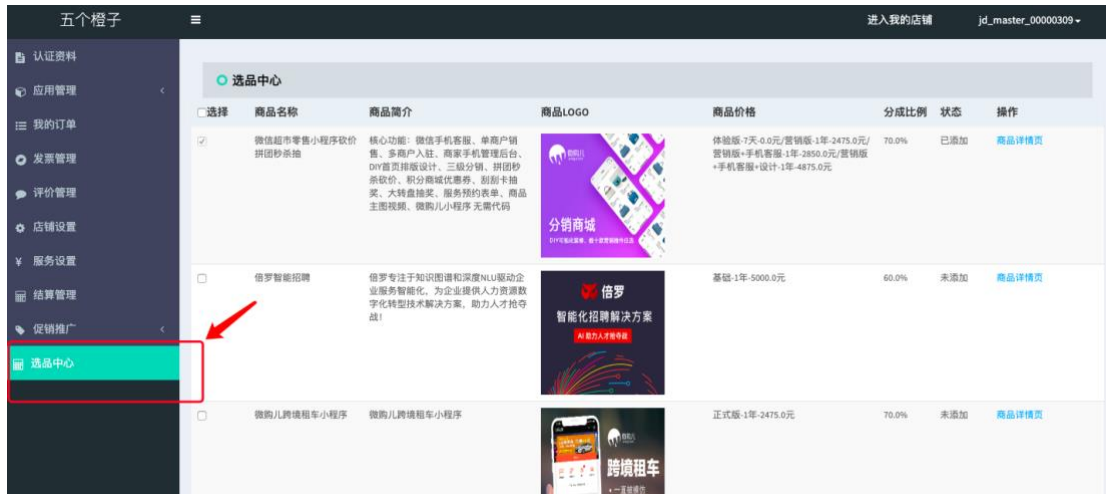 五个橙子
进入我的店铺
jd_master_00000309
认证资料
应用管理
我的订单
发票管理
评价管理
店铺设置
服务设置
结算管理
促销推广
选品中心
选品中心
选择 商品名称 商品简介 商品LOGO 商品价格 分成比例 状态 操作
微信超市零售小程序砍价
拼团秒杀抽
核心功能：微信手机客服、单商户销
售、多商户入驻、商家手机管理后台、
DIY首页排版设计、三级分销、拼团秒
杀砍价、积分商城优惠券、刮刮卡抽
奖、大转盘抽奖、服务预约表单、商品
主图视频、微购儿小程序 无需代码
微购儿
分销商城
体验版-7天-0.0元/营销版-1年-2475.0元/
营销版+手机客服-1年-2850.0元/营销版
+手机客服+设计-1年-4875.0元
70.0%
已添加
商品详情页
倍罗智能招聘
倍罗专注于知识图谱和深度NLU驱动企
业服务智能化，为企业提供人力资源数
字化转型技术解决方案，助力人才抢夺
战！
倍罗
智能化招聘解决方案
AI 助力人才抢夺战
基础-1年-5000.0元
60.0%
未添加
商品详情页
微购儿跨境租车小程序
微购儿跨境租车小程序
微购儿
跨境租车
正式版-1年-2475.0元
70.0%
未添加
商品详情页